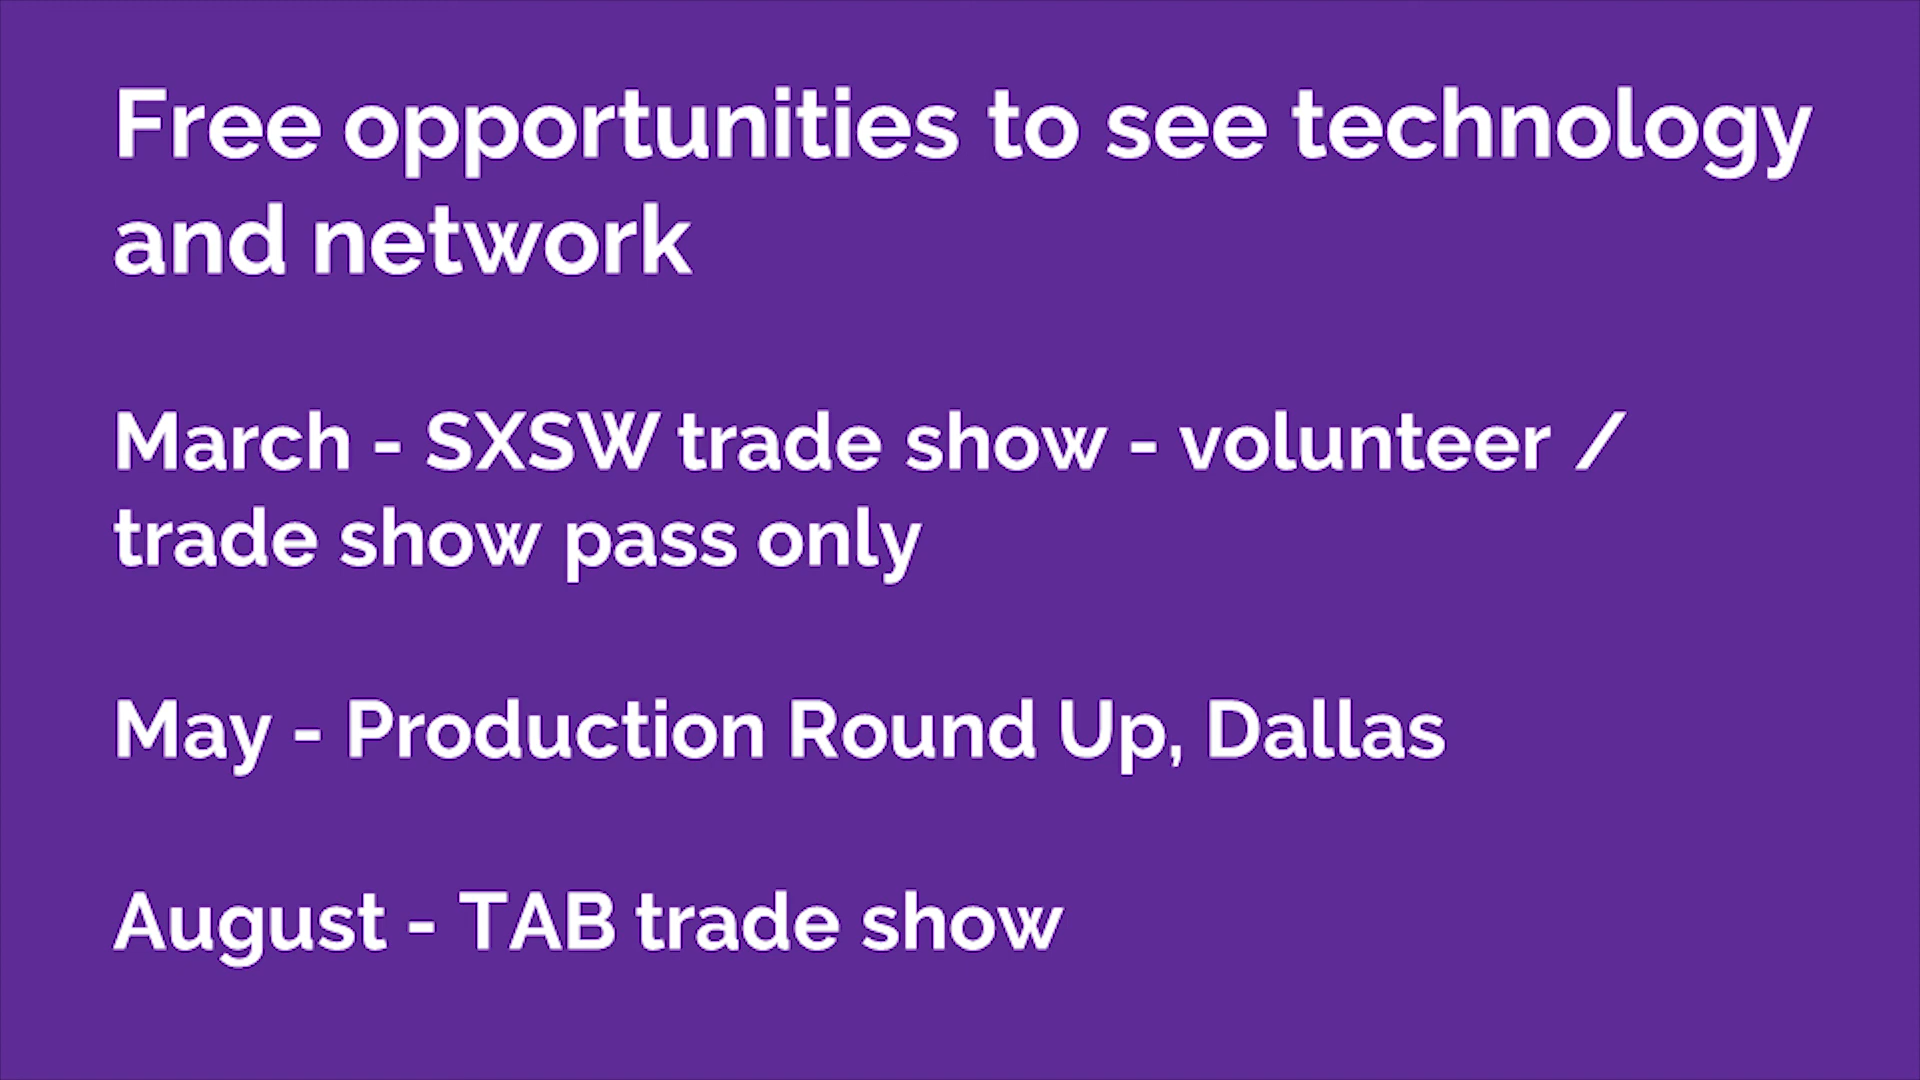 Free opportunities to see technology
and network
March - SXSW trade show - volunteer /
trade show pass only
May - Production Round Up, Dallas
August - TAB trade show